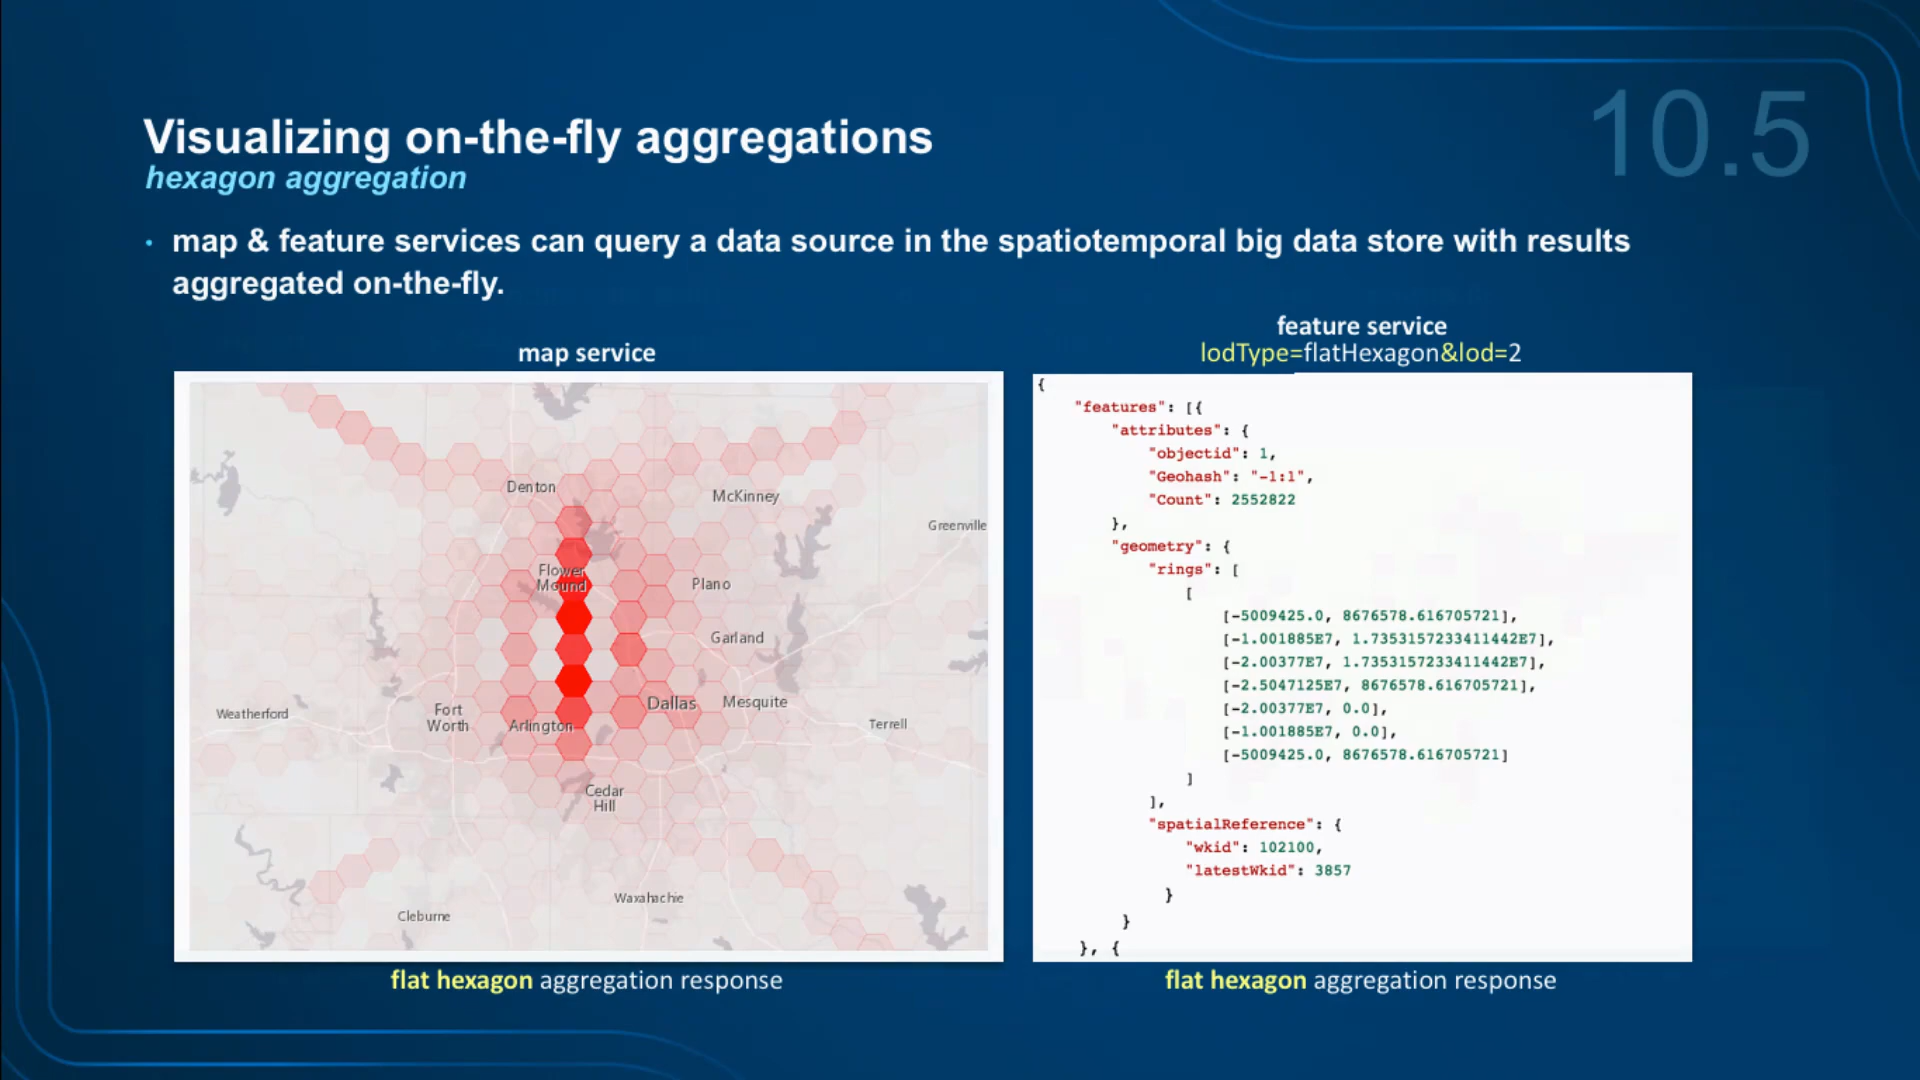 10.5
Visualizing on-the-fly aggregations
hexagon aggregation
• map & feature services can query a data source in the spatiotemporal big data store with results
aggregated on-the-fly.
map service
Denton
McKinney
Greenville
Flower
Mound
Plano
Garland
Fort
Worth
Arlington
Dallas
Mesquite
Weatherford
Terrell
Cedar
Hill
Waxahachie
Cleburne
flat hexagon aggregation response
feature service
lodType=flatHexagon&lod=2
{
"features": [{
"attributes": {
"objectid": 1,
"Geohash": "-1:1",
"Count": 2552822
},
"geometry": {
"rings": [
[
[-5009425.0, 8676578.616705721],
[-1.001885E7, 1.7353157233411442E7],
[-2.00377E7, 1.7353157233411442E7],
[-2.5047125E7, 8676578.616705721],
[-2.00377E7, 0.0],
[-1.001885E7, 0.0],
[-5009425.0, 8676578.616705721]
]
],
"spatialReference": {
"wkid": 102100,
"latestWkid": 3857
}
}
}, {
flat hexagon aggregation response